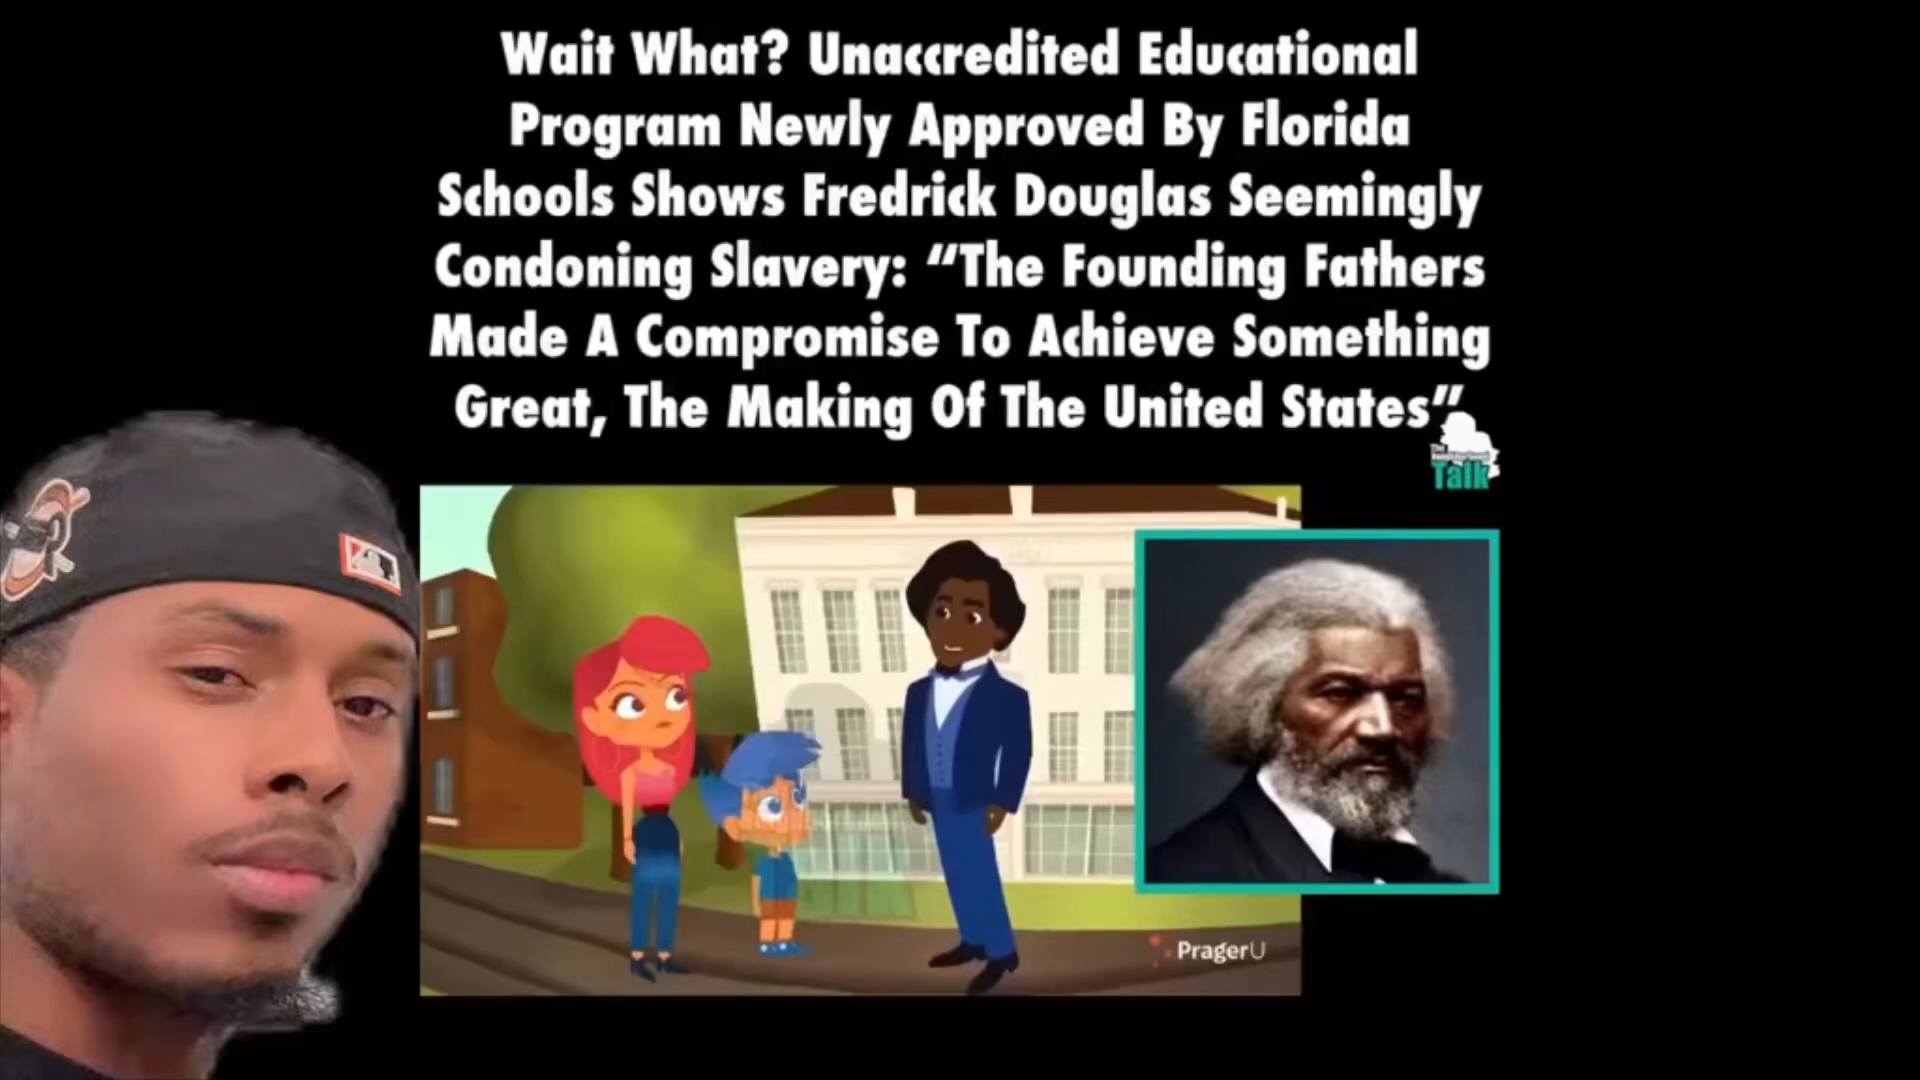 Wait What? Unaccredited Educational
Program Newly Approved By Florida
Schools Shows Fredrick Douglas Seemingly
Condoning Slavery: “The Founding Fathers
Made A Compromise To Achieve Something
Great, The Making Of The United States”
The
Talk
PragerU